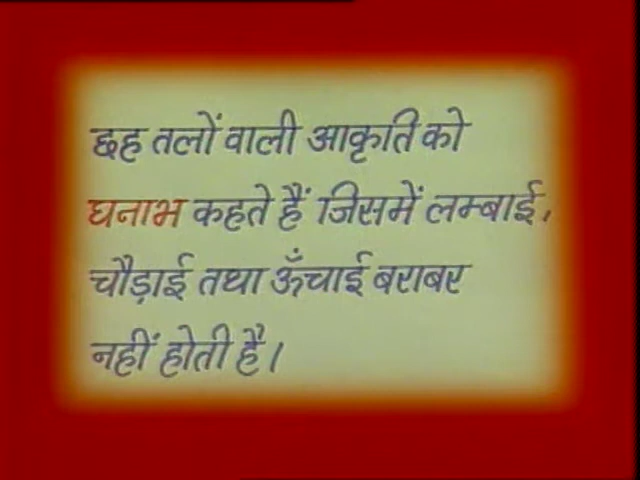 छह तलों वाली आकृति को
घनाभ कहते हैं जिसमें लम्बाई,
चौड़ाई तथा ऊँचाई बराबर
नहीं होती है।